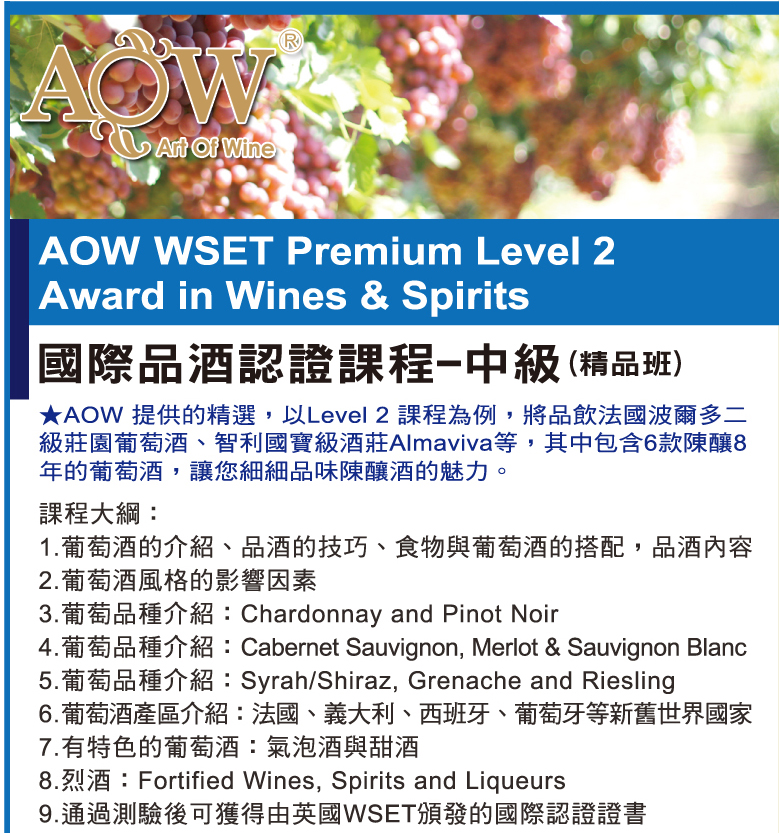 AOW®
Art Of Wine
AOW WSET Premium Level 2
Award in Wines & Spirits
國際品酒認證課程–中級(精品班)
★AOW 提供的精選，以Level 2 課程為例，將品飲法國波爾多二
級莊園葡萄酒、智利國寶級酒莊Almaviva等，其中包含6款陳釀8
年的葡萄酒，讓您細細品味陳釀酒的魅力。
課程大綱：
1.葡萄酒的介紹、品酒的技巧、食物與葡萄酒的搭配，品酒內容
2.葡萄酒風格的影響因素
3.葡萄品種介紹：Chardonnay and Pinot Noir
4.葡萄品種介紹：Cabernet Sauvignon, Merlot & Sauvignon Blanc
5.葡萄品種介紹：Syrah/Shiraz, Grenache and Riesling
6.葡萄酒產區介紹：法國、義大利、西班牙、葡萄牙等新舊世界國家
7.有特色的葡萄酒：氣泡酒與甜酒
8.烈酒：Fortified Wines, Spirits and Liqueurs
9.通過測驗後可獲得由英國WSET頒發的國際認證證書